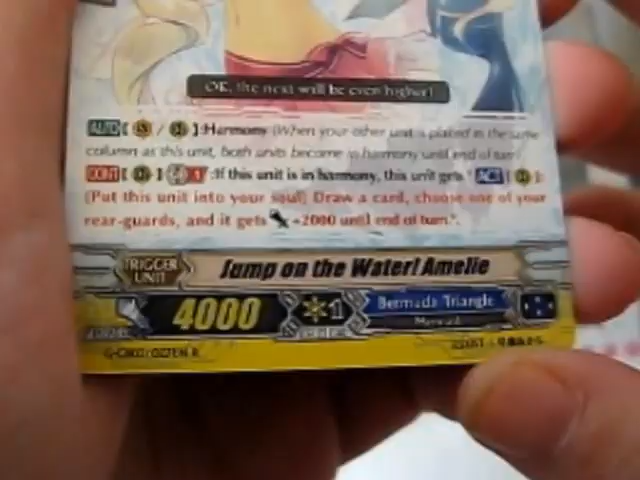 OK, the next will be even higher!
AUTO [ / ]:Harmony (When your other unit is placed in the same
column as this unit, both units become in harmony until end of turn)
CONT [ ] 1 :If this unit is in harmony, this unit gets "ACT [ ]:
[Put this unit into your soul] Draw a card, choose one of your
rear-guards, and it gets +2000 until end of turn.".
TRIGGER UNIT
Jump on the Water! Amelie
4000
1
Bermuda Triangle
Mermaid